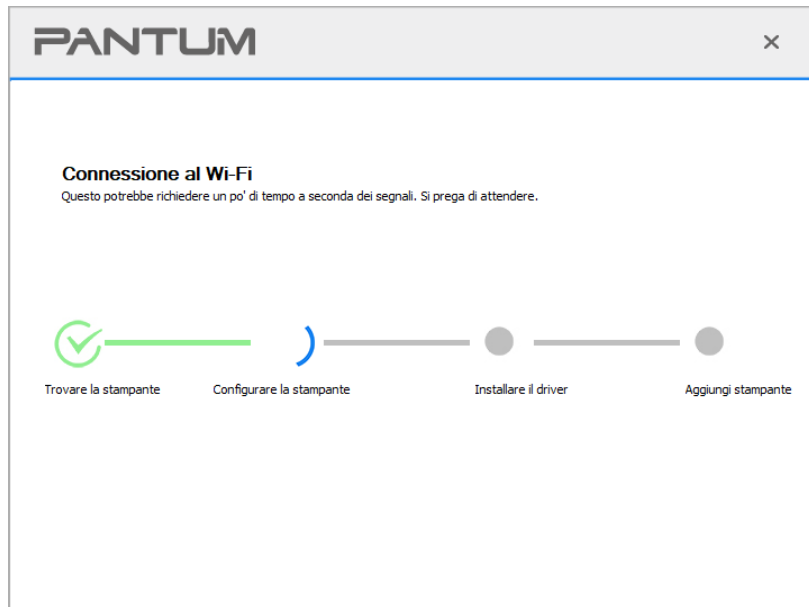 PANTUM
Connessione al Wi-Fi
Questo potrebbe richiedere un po' di tempo a seconda dei segnali. Si prega di attendere.
Trovare la stampante
Configurare la stampante
Installare il driver
Aggiungi stampante